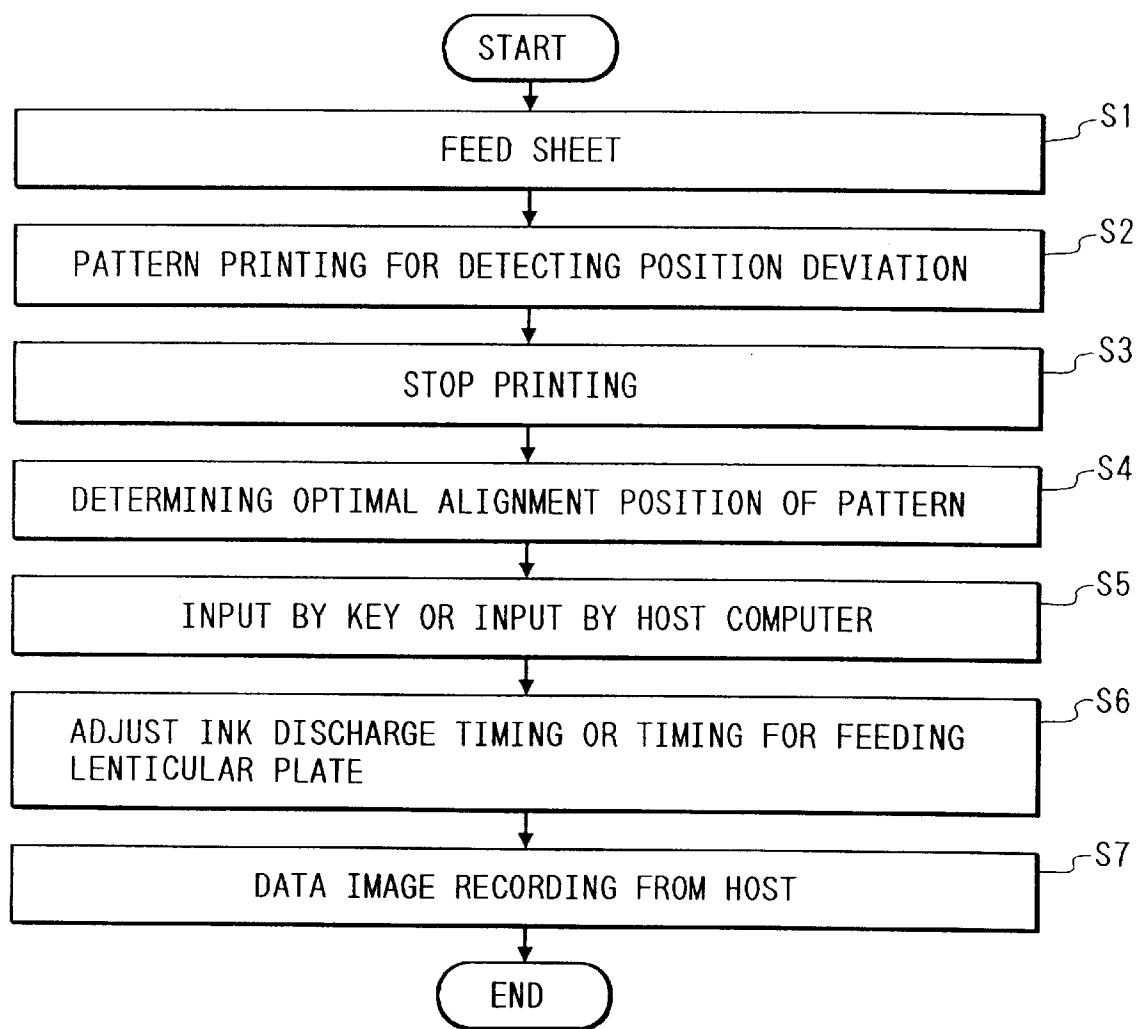 START
FEED SHEET
S1
PATTERN PRINTING FOR DETECTING POSITION DEVIATION
S2
STOP PRINTING
S3
DETERMINING OPTIMAL ALIGNMENT POSITION OF PATTERN
S4
INPUT BY KEY OR INPUT BY HOST COMPUTER
S5
ADJUST INK DISCHARGE TIMING OR TIMING FOR FEEDING
LENTICULAR PLATE
S6
DATA IMAGE RECORDING FROM HOST
S7
END